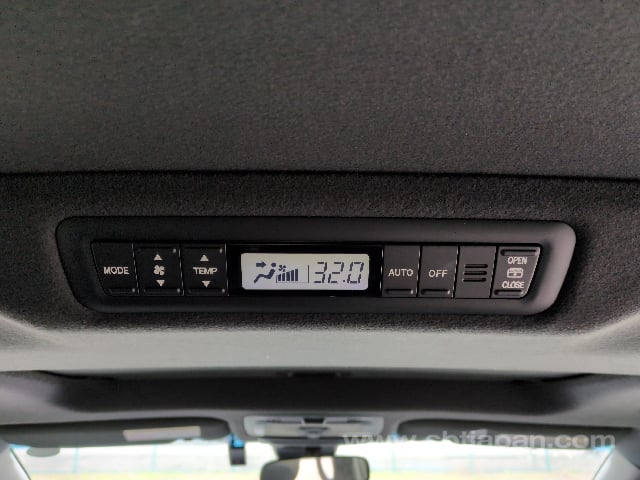 MODE
TEMP
32.0
AUTO
OFF
OPEN
CLOSE
www.sbtjapan.com